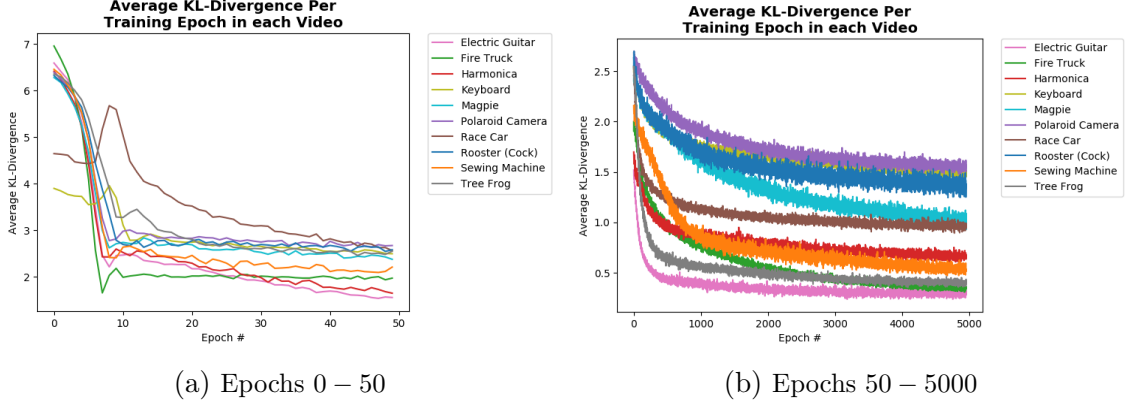 Average KL-Divergence Per
Training Epoch in each Video
Average KL-Divergence
7
6
5
4
3
2
0
10
20
30
40
50
Epoch #
Electric Guitar
Fire Truck
Harmonica
Keyboard
Magpie
Polaroid Camera
Race Car
Rooster (Cock)
Sewing Machine
Tree Frog
(a) Epochs 0 – 50
Average KL-Divergence Per
Training Epoch in each Video
Average KL-Divergence
2.5
2.0
1.5
1.0
0.5
0
1000
2000
3000
4000
5000
Epoch #
Electric Guitar
Fire Truck
Harmonica
Keyboard
Magpie
Polaroid Camera
Race Car
Rooster (Cock)
Sewing Machine
Tree Frog
(b) Epochs 50 – 5000